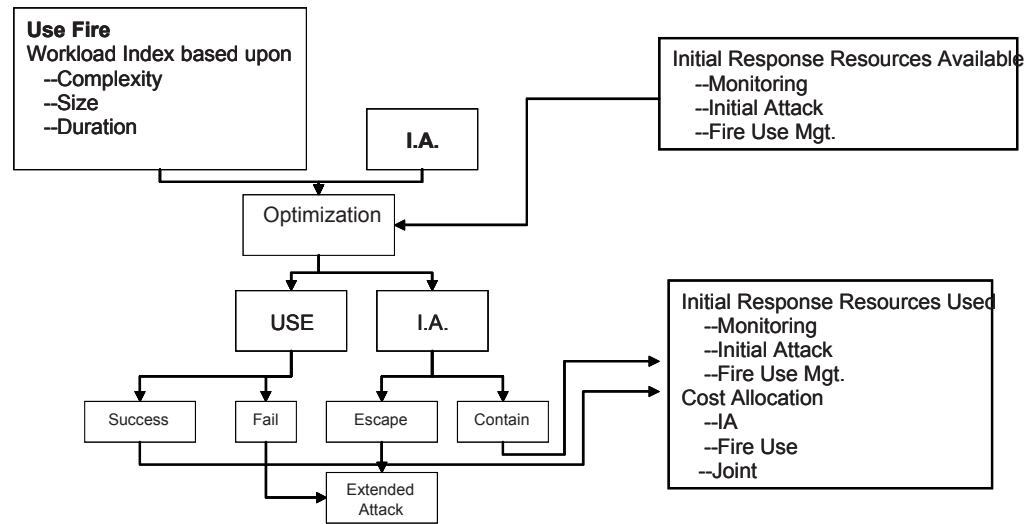 Use Fire
Workload Index based upon
--Complexity
--Size
--Duration
I.A.
Initial Response Resources Available
--Monitoring
--Initial Attack
--Fire Use Mgt.
Optimization
USE
I.A.
Success
Fail
Escape
Contain
Extended
Attack
Initial Response Resources Used
--Monitoring
--Initial Attack
--Fire Use Mgt.
Cost Allocation
--IA
--Fire Use
--Joint